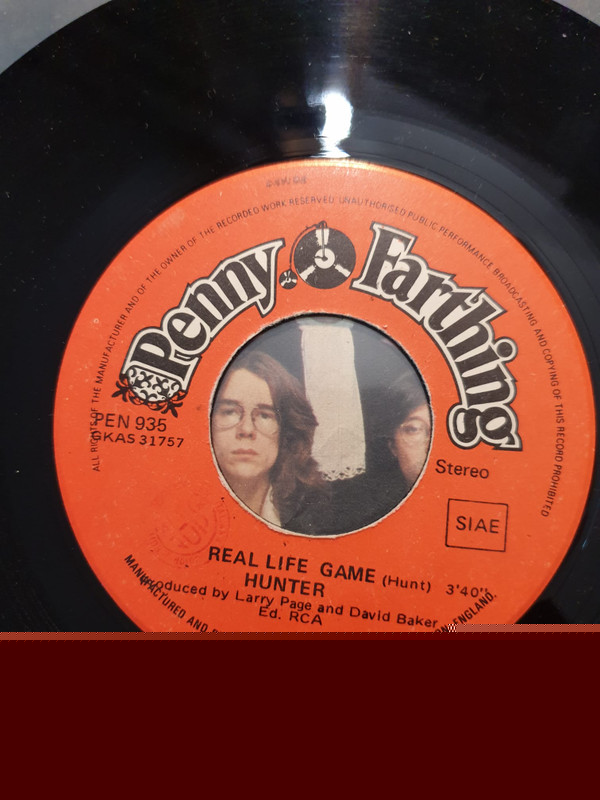 ALL RIGHTS OF THE MANUFACTURER AND OF THE OWNER OF THE RECORDED WORK RESERVED. UNAUTHORISED PUBLIC PERFORMANCE BROADCASTING AND COPYING OF THIS RECORD PROHIBITED
Penny Farthing
PEN 935
GKAS 31757
Stereo
SIAE
REAL LIFE GAME (Hunt) 3'40"
HUNTER
Produced by Larry Page and David Baker
Ed. RCA
MANUFACTURED AND
ENGLAND.